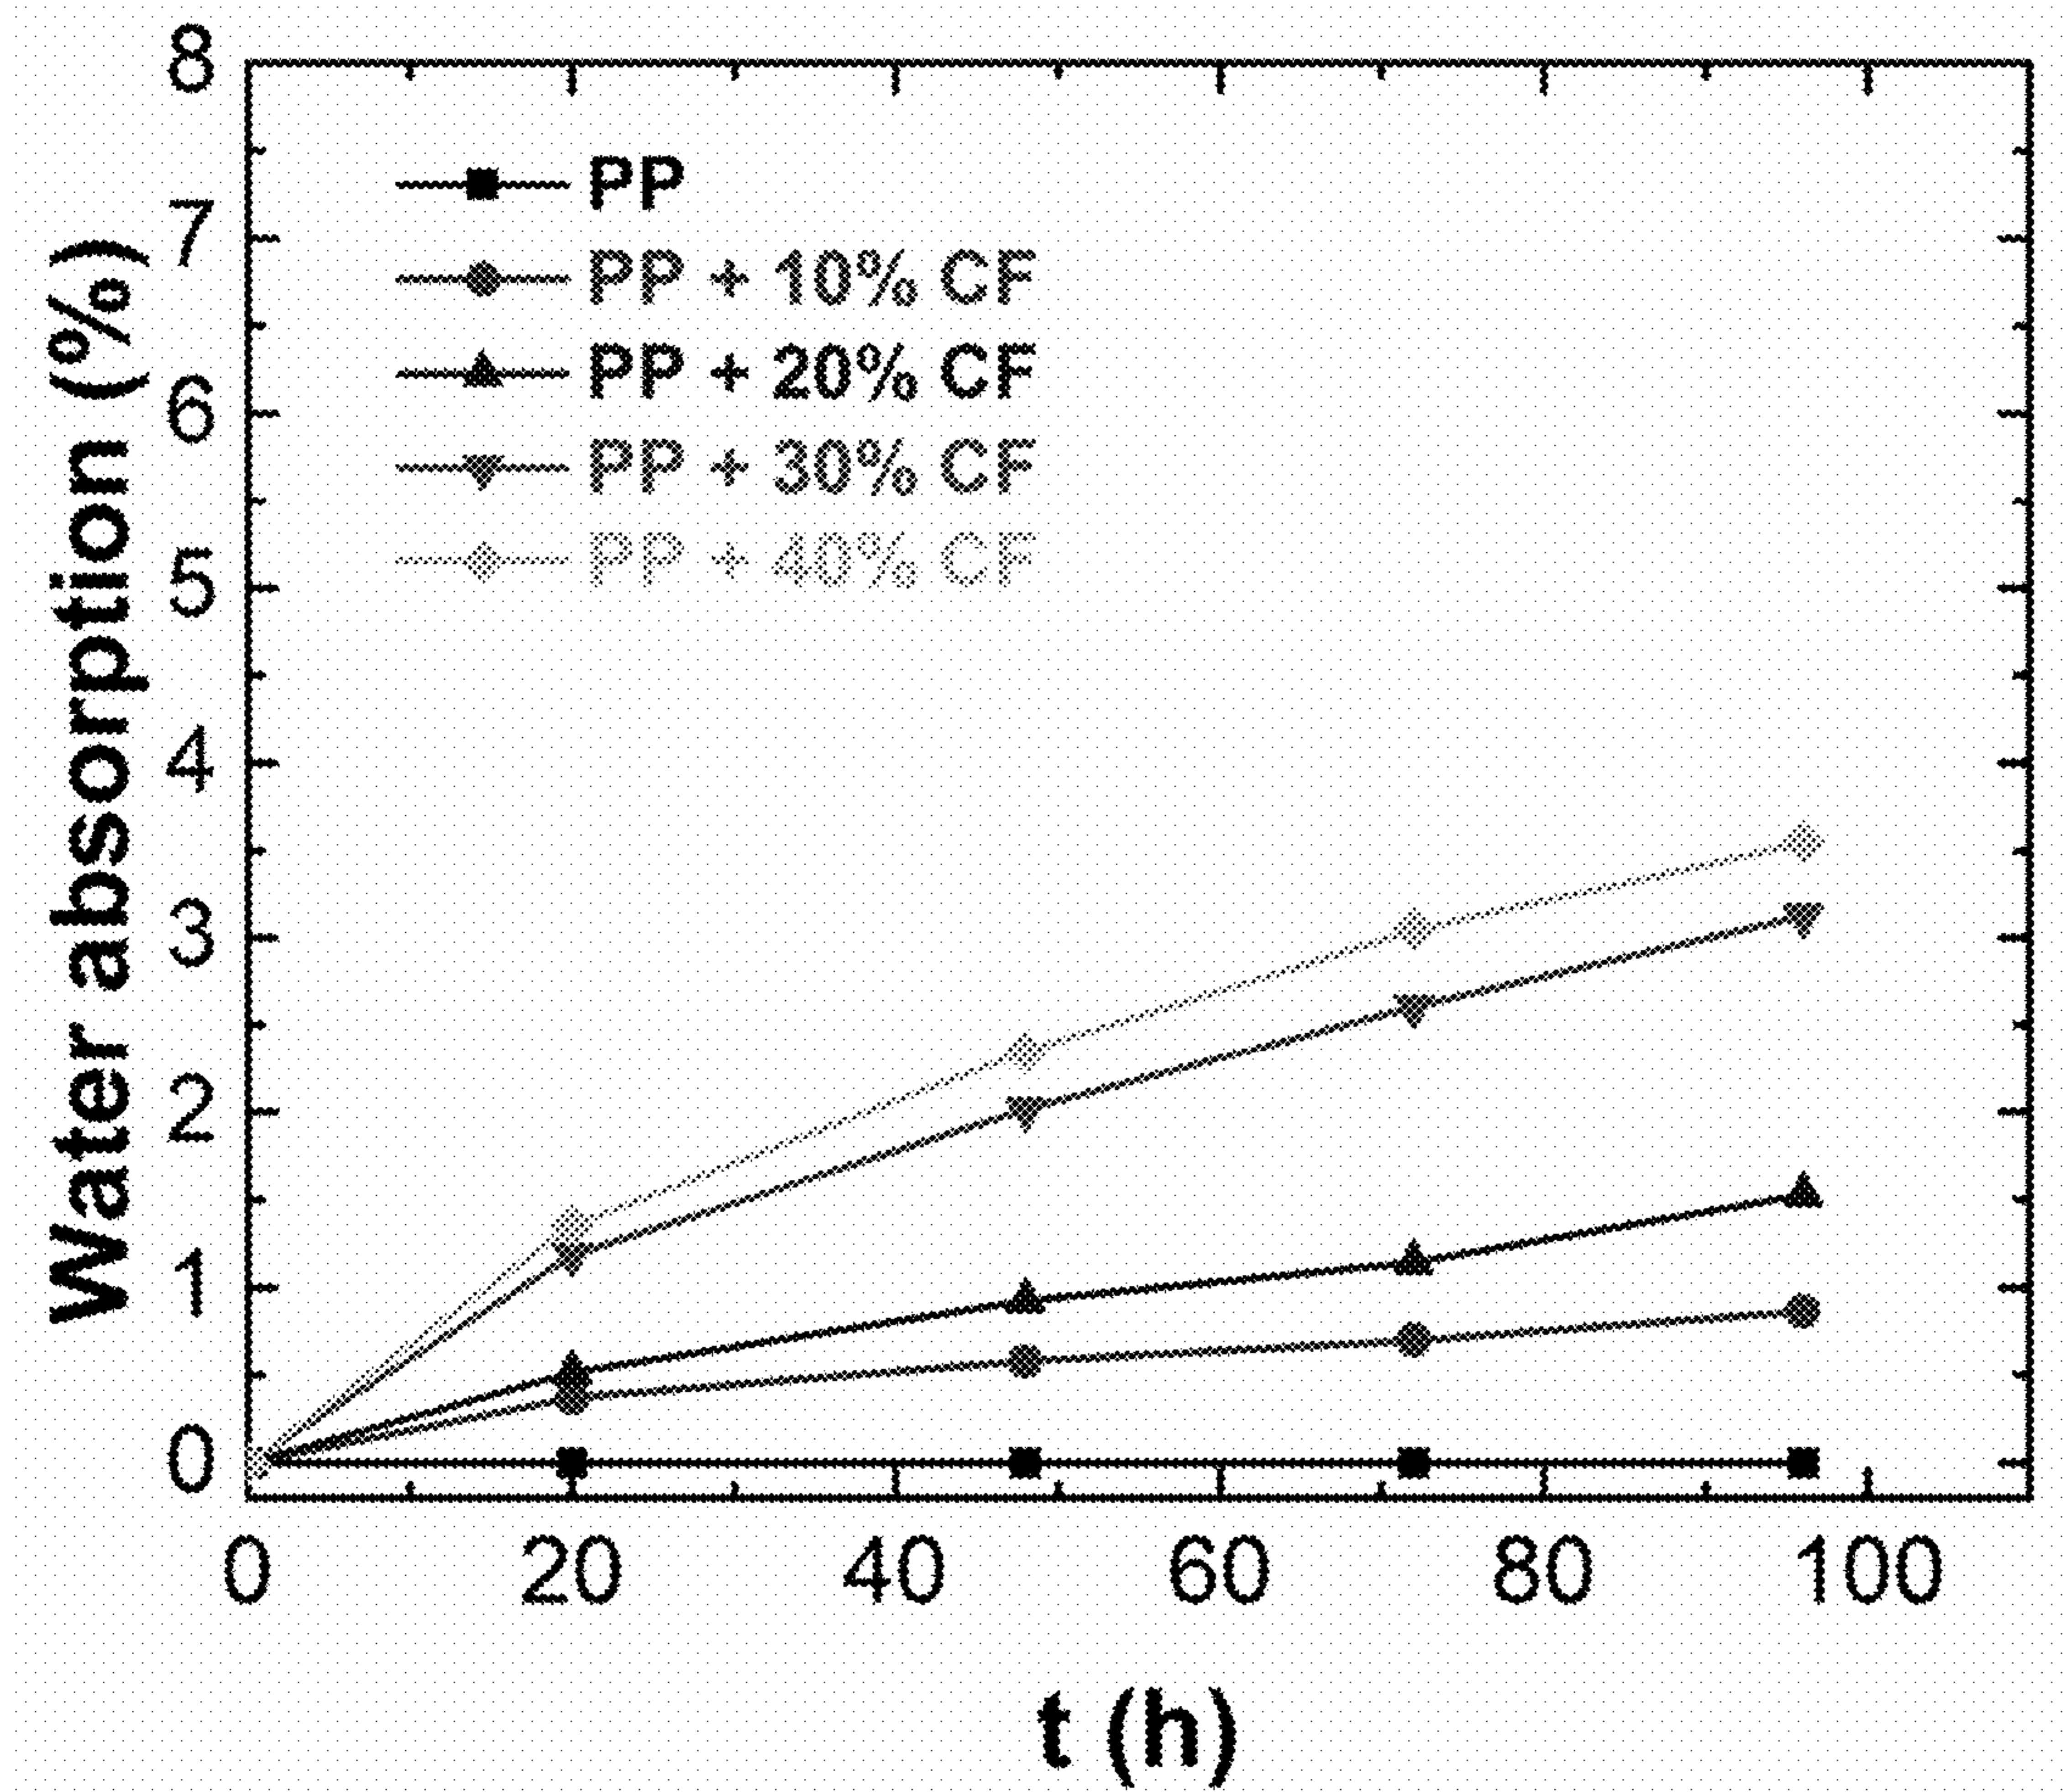 Water absorption (%)
8
7
6
5
4
3
2
1
0
PP
PP + 10% CF
PP + 20% CF
PP + 30% CF
PP + 40% CF
0 20 40 60 80 100
t (h)